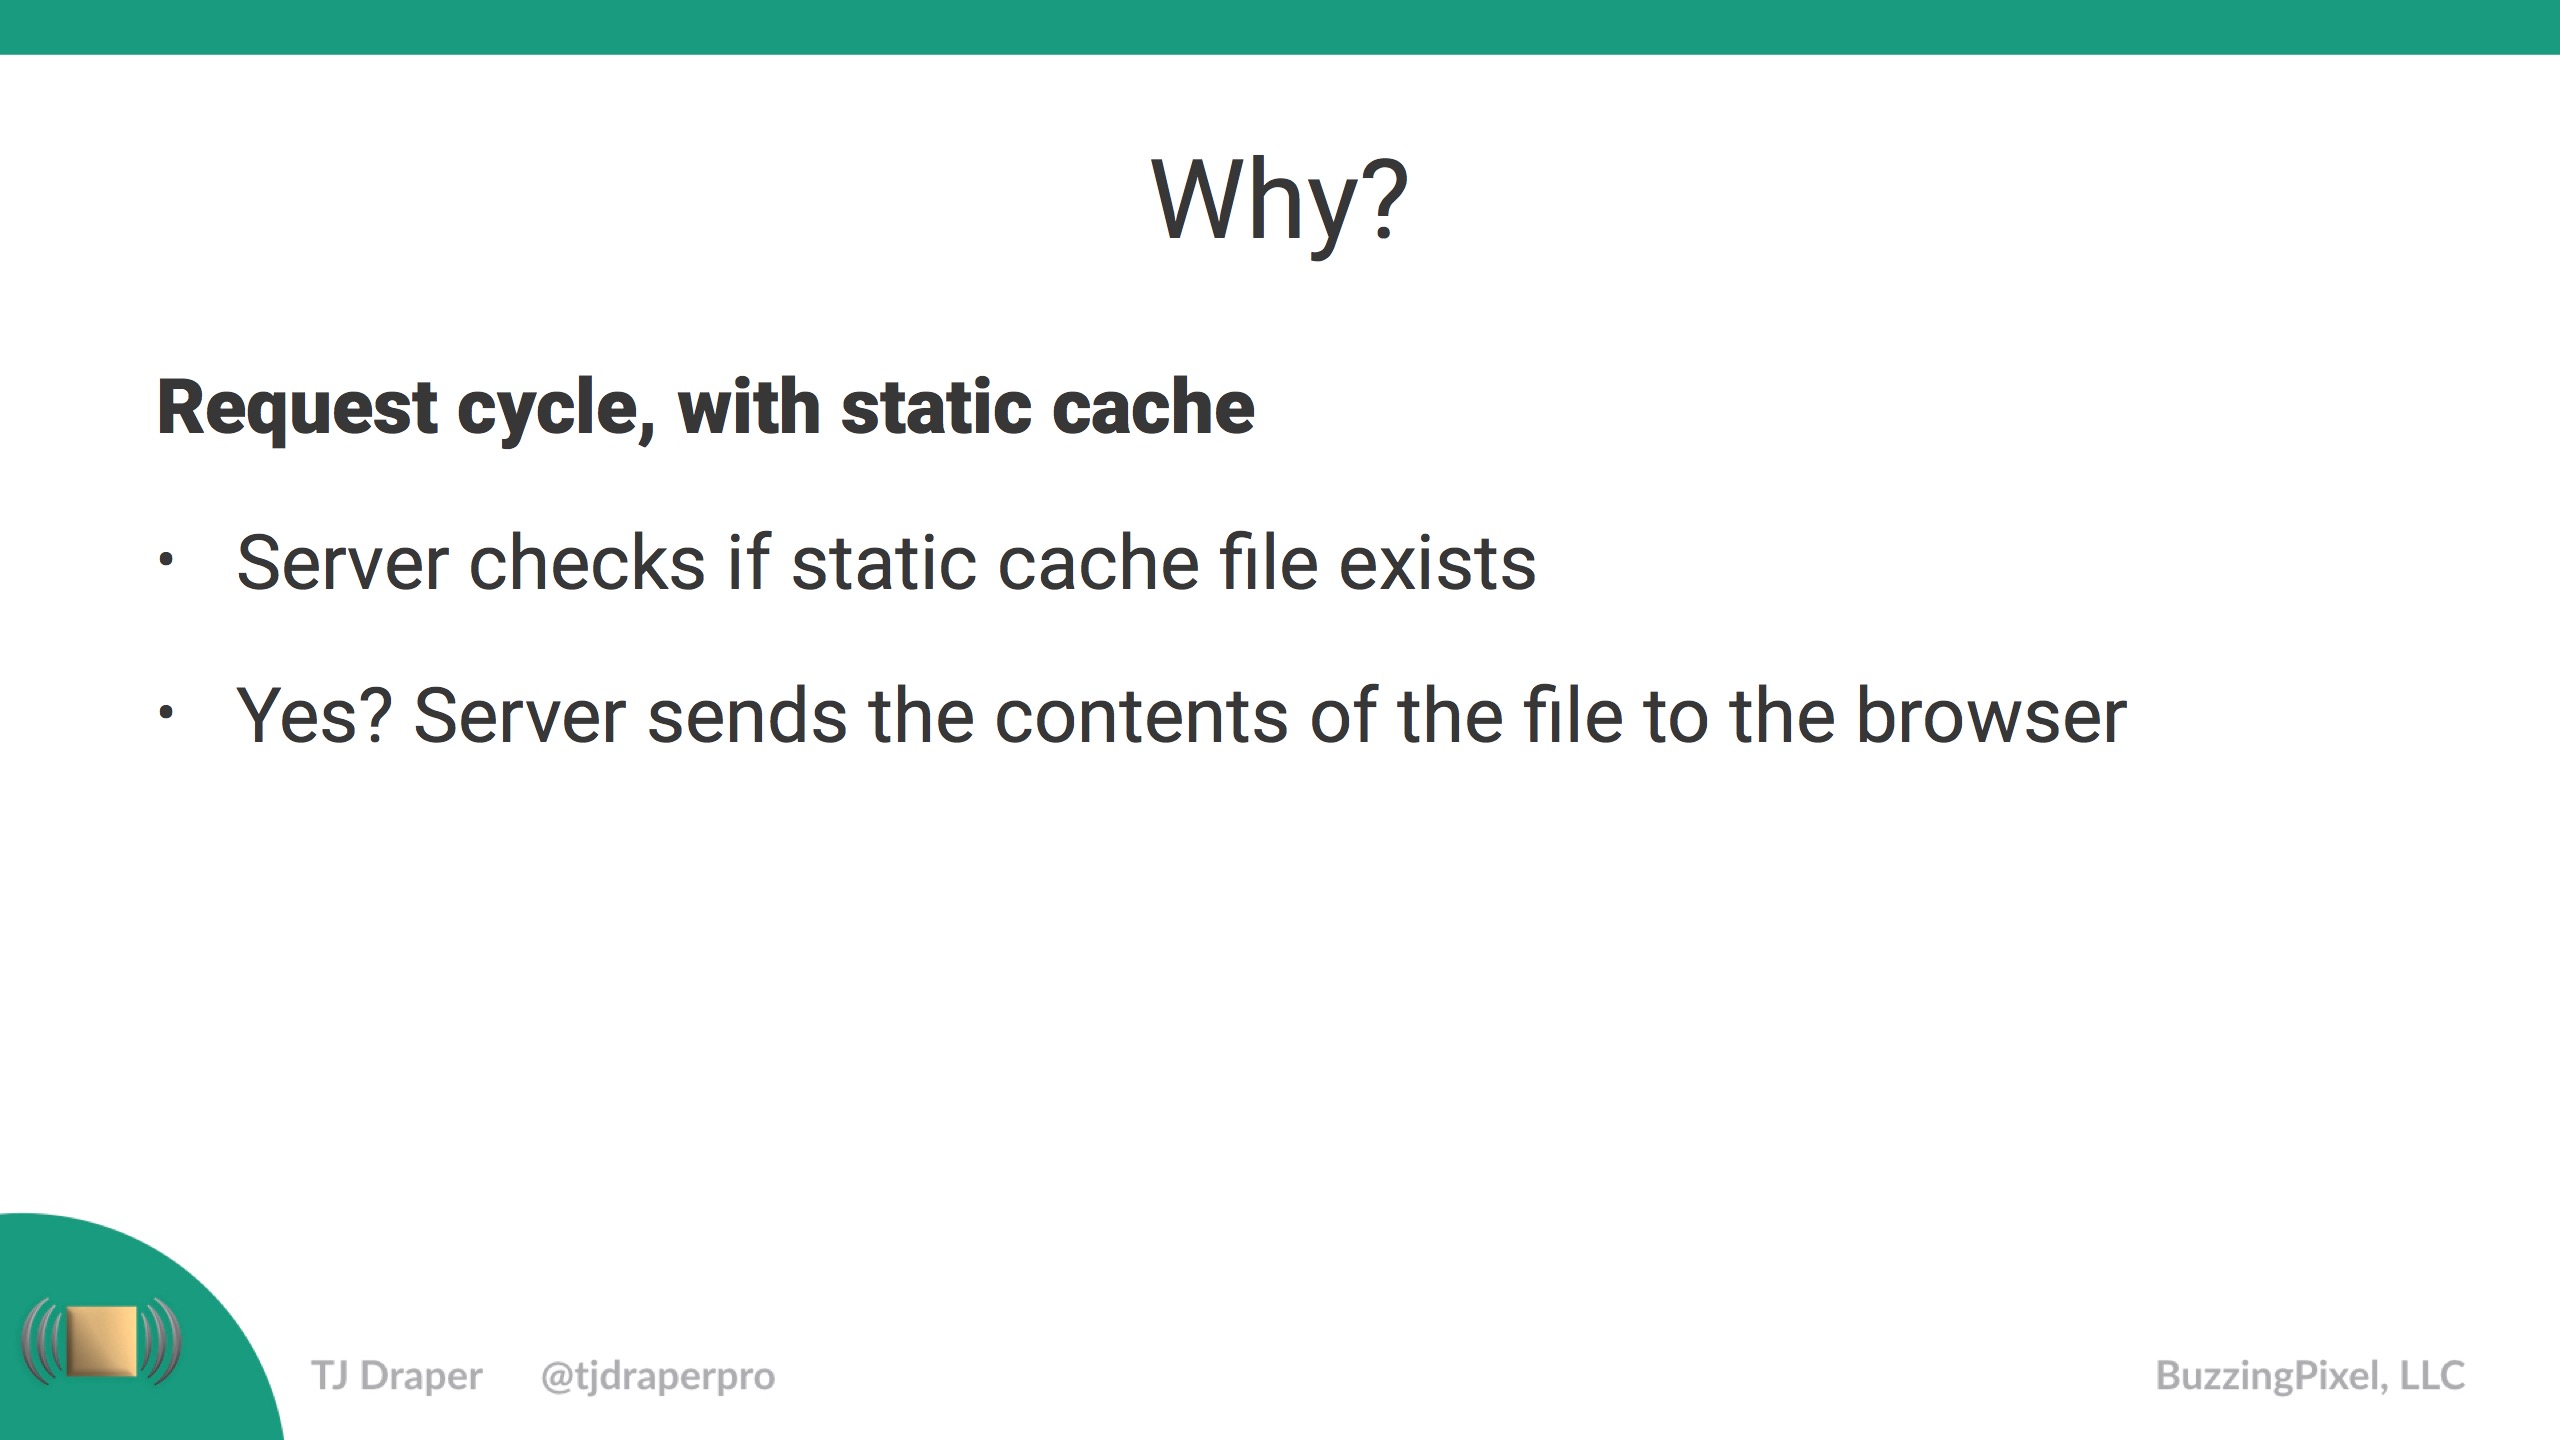 Why?
Request cycle, with static cache
• Server checks if static cache file exists
• Yes? Server sends the contents of the file to the browser
TJ Draper @tjdraperpro BuzzingPixel, LLC